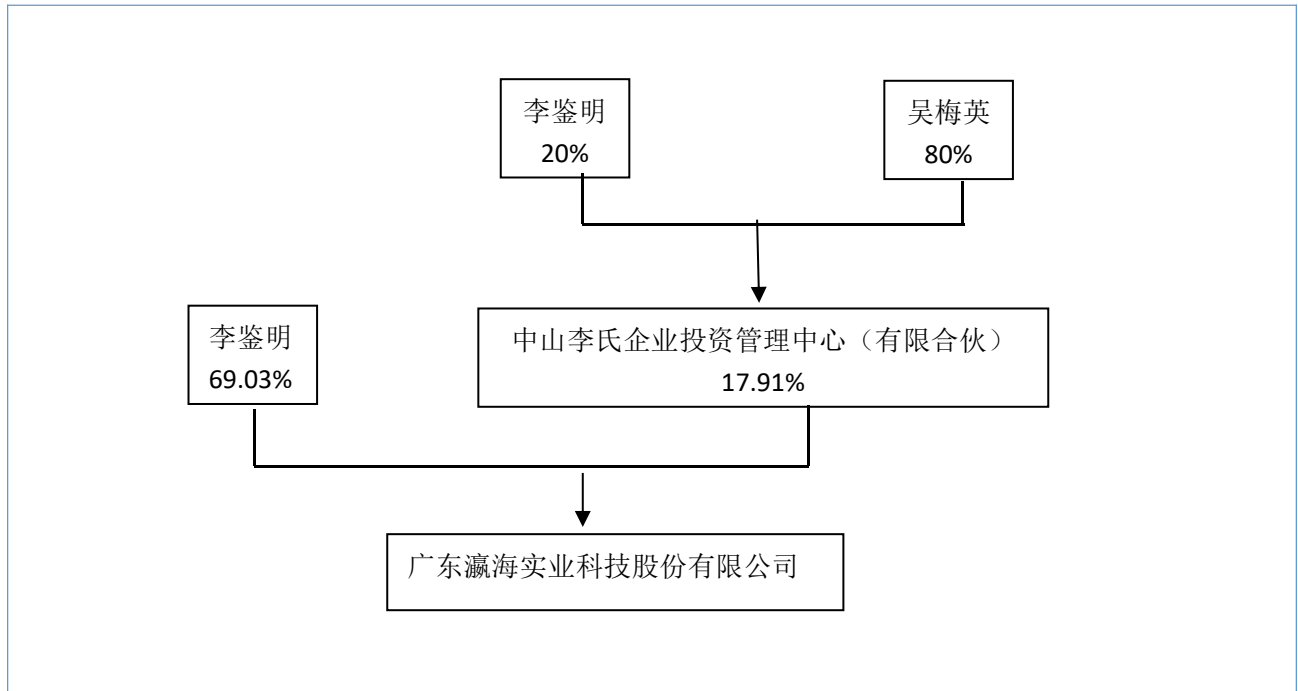 李鉴明
20%
吴梅英
80%
李鉴明
69.03%
中山李氏企业投资管理中心（有限合伙）
17.91%
广东瀛海实业科技股份有限公司